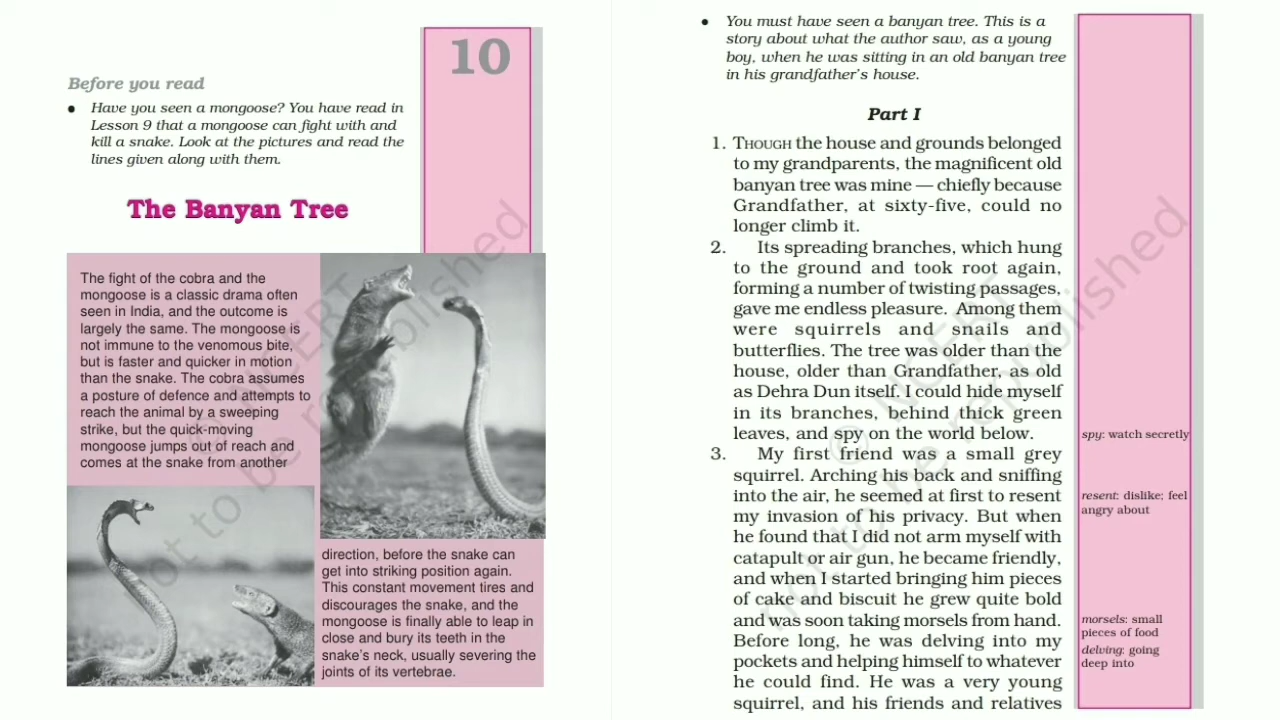 10
Before you read
● Have you seen a mongoose? You have read in
Lesson 9 that a mongoose can fight with and
kill a snake. Look at the pictures and read the
lines given along with them.
The Banyan Tree
The fight of the cobra and the
mongoose is a classic drama often
seen in India, and the outcome is
largely the same. The mongoose is
not immune to the venomous bite,
but is faster and quicker in motion
than the snake. The cobra assumes
a posture of defence and attempts to
reach the animal by a sweeping
strike, but the quick-moving
mongoose jumps out of reach and
comes at the snake from another
direction, before the snake can
get into striking position again.
This constant movement tires and
discourages the snake, and the
mongoose is finally able to leap in
close and bury its teeth in the
snake's neck, usually severing the
joints of its vertebrae.
© NCERT
not to be republished
● You must have seen a banyan tree. This is a
story about what the author saw, as a young
boy, when he was sitting in an old banyan tree
in his grandfather's house.
Part I
1. THOUGH the house and grounds belonged
to my grandparents, the magnificent old
banyan tree was mine — chiefly because
Grandfather, at sixty-five, could no
longer climb it.
2. Its spreading branches, which hung
to the ground and took root again,
forming a number of twisting passages,
gave me endless pleasure. Among them
were squirrels and snails and
butterflies. The tree was older than the
house, older than Grandfather, as old
as Dehra Dun itself. I could hide myself
in its branches, behind thick green
leaves, and spy on the world below.
3. My first friend was a small grey
squirrel. Arching his back and sniffing
into the air, he seemed at first to resent
my invasion of his privacy. But when
he found that I did not arm myself with
catapult or air gun, he became friendly,
and when I started bringing him pieces
of cake and biscuit he grew quite bold
and was soon taking morsels from hand.
Before long, he was delving into my
pockets and helping himself to whatever
he could find. He was a very young
squirrel, and his friends and relatives
spy: watch secretly
resent: dislike; feel
angry about
morsels: small
pieces of food
delving: going
deep into
© NCERT
not to be republished